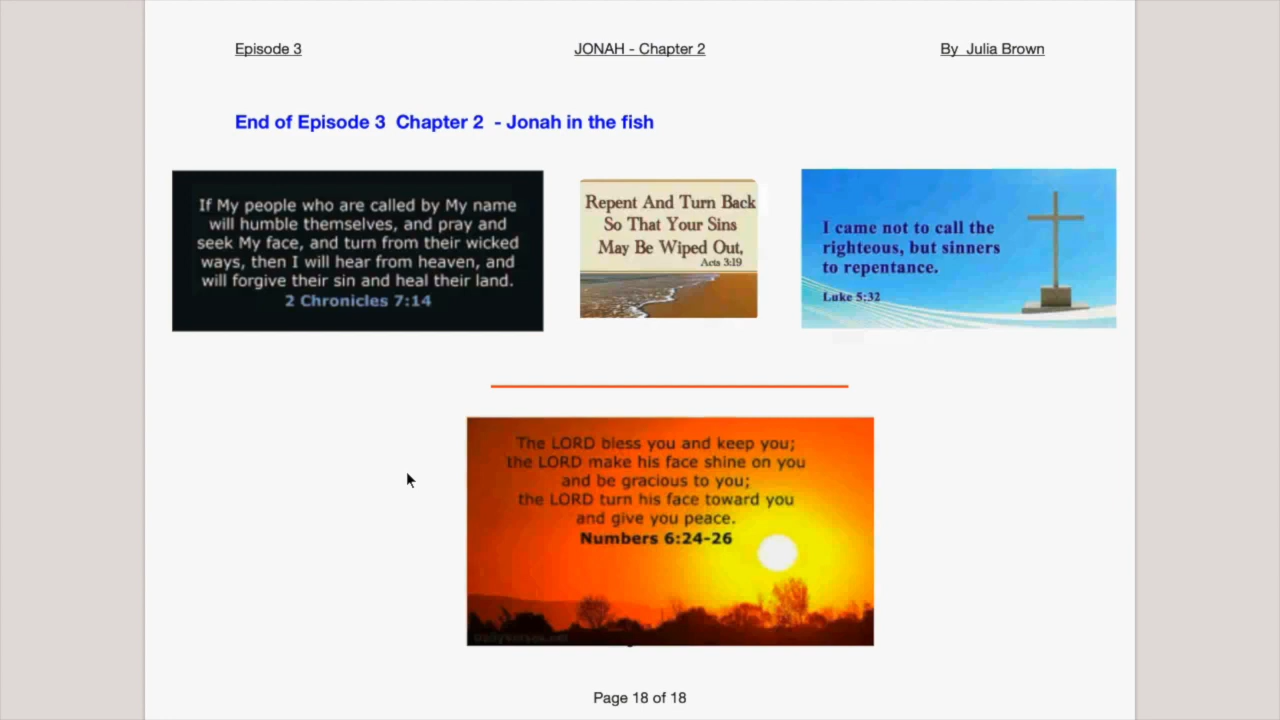 Episode 3
JONAH - Chapter 2
By Julia Brown
End of Episode 3 Chapter 2 - Jonah in the fish
If My people who are called by My name
will humble themselves, and pray and
seek My face, and turn from their wicked
ways, then I will hear from heaven, and
will forgive their sin and heal their land.
2 Chronicles 7:14
Repent And Turn Back
So That Your Sins
May Be Wiped Out,
Acts 3:19
I came not to call the
righteous, but sinners
to repentance.
Luke 5:32
The LORD bless you and keep you;
the LORD make his face shine on you
and be gracious to you;
the LORD turn his face toward you
and give you peace.
Numbers 6:24-26
Page 18 of 18